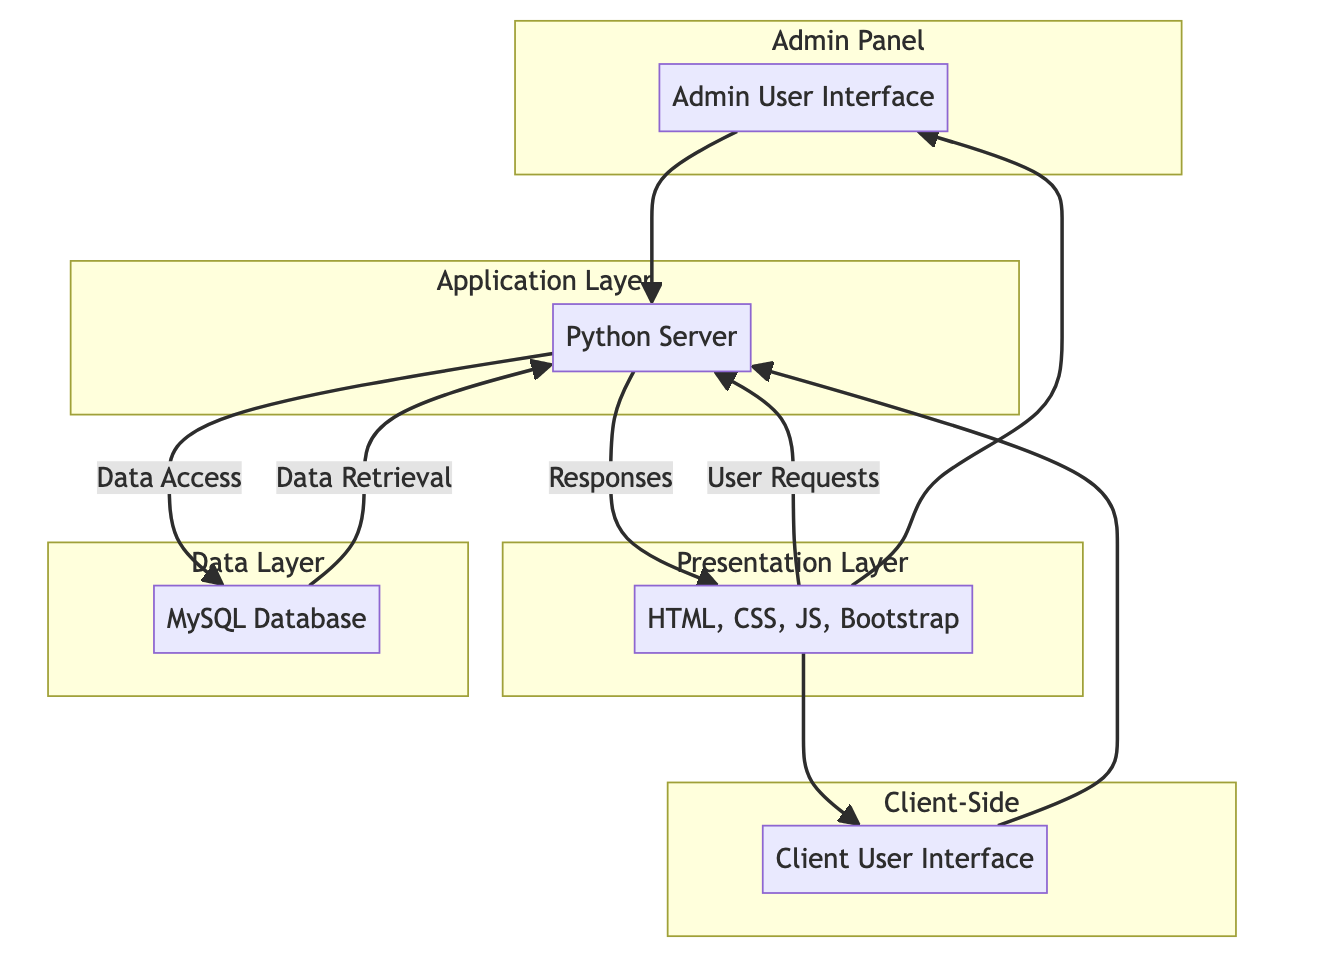 Admin Panel
Admin User Interface
Application Layer
Python Server
Data Access
Data Retrieval
Responses
User Requests
Data Layer
MySQL Database
Presentation Layer
HTML, CSS, JS, Bootstrap
Client-Side
Client User Interface